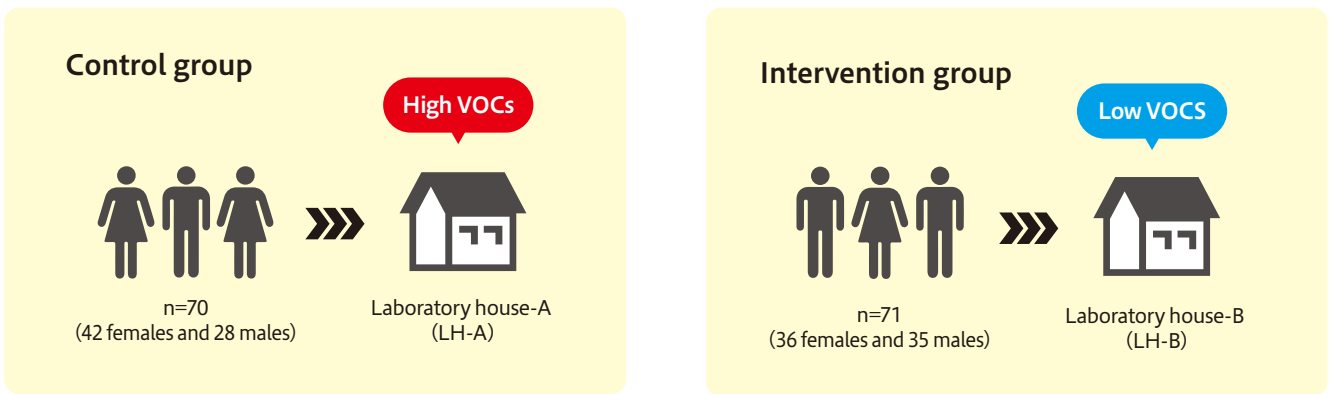 Control group
High VOCs
n=70
(42 females and 28 males)
Laboratory house-A
(LH-A)
Intervention group
Low VOCS
n=71
(36 females and 35 males)
Laboratory house-B
(LH-B)